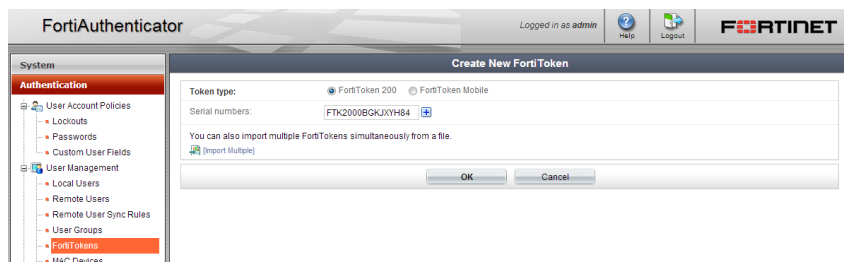 FortiAuthenticator
Logged in as admin
Help
Logout
FORTINET
System
Authentication
User Account Policies
Lockouts
Passwords
Custom User Fields
User Management
Local Users
Remote Users
Remote User Sync Rules
User Groups
FortiTokens
MAC Devices
Create New FortiToken
Token type: FortiToken 200 FortiToken Mobile
Serial numbers: FTK2000BGKJXYH84
You can also import multiple FortiTokens simultaneously from a file.
[Import Multiple]
OK Cancel